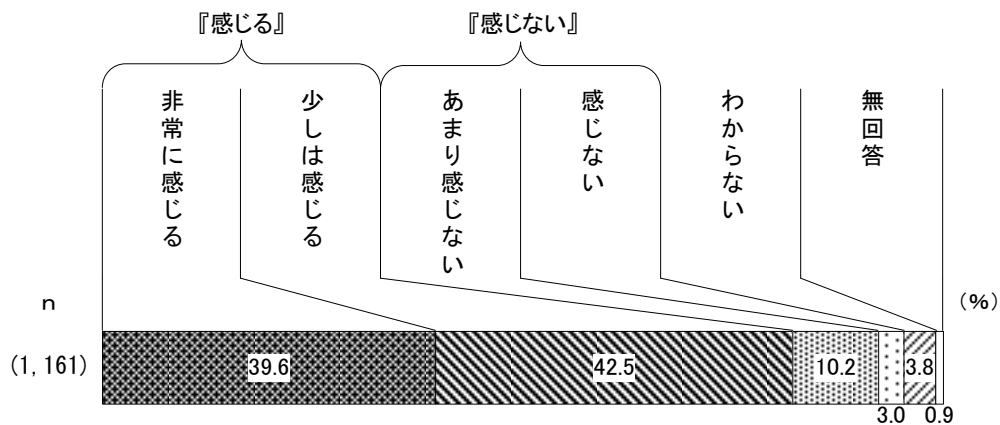 『感じる』
『感じない』
非常に感じる
少しは感じる
あまり感じない
感じない
わからない
無回答
n
(%)
(1,161)
39.6
42.5
10.2
3.8
3.0
0.9